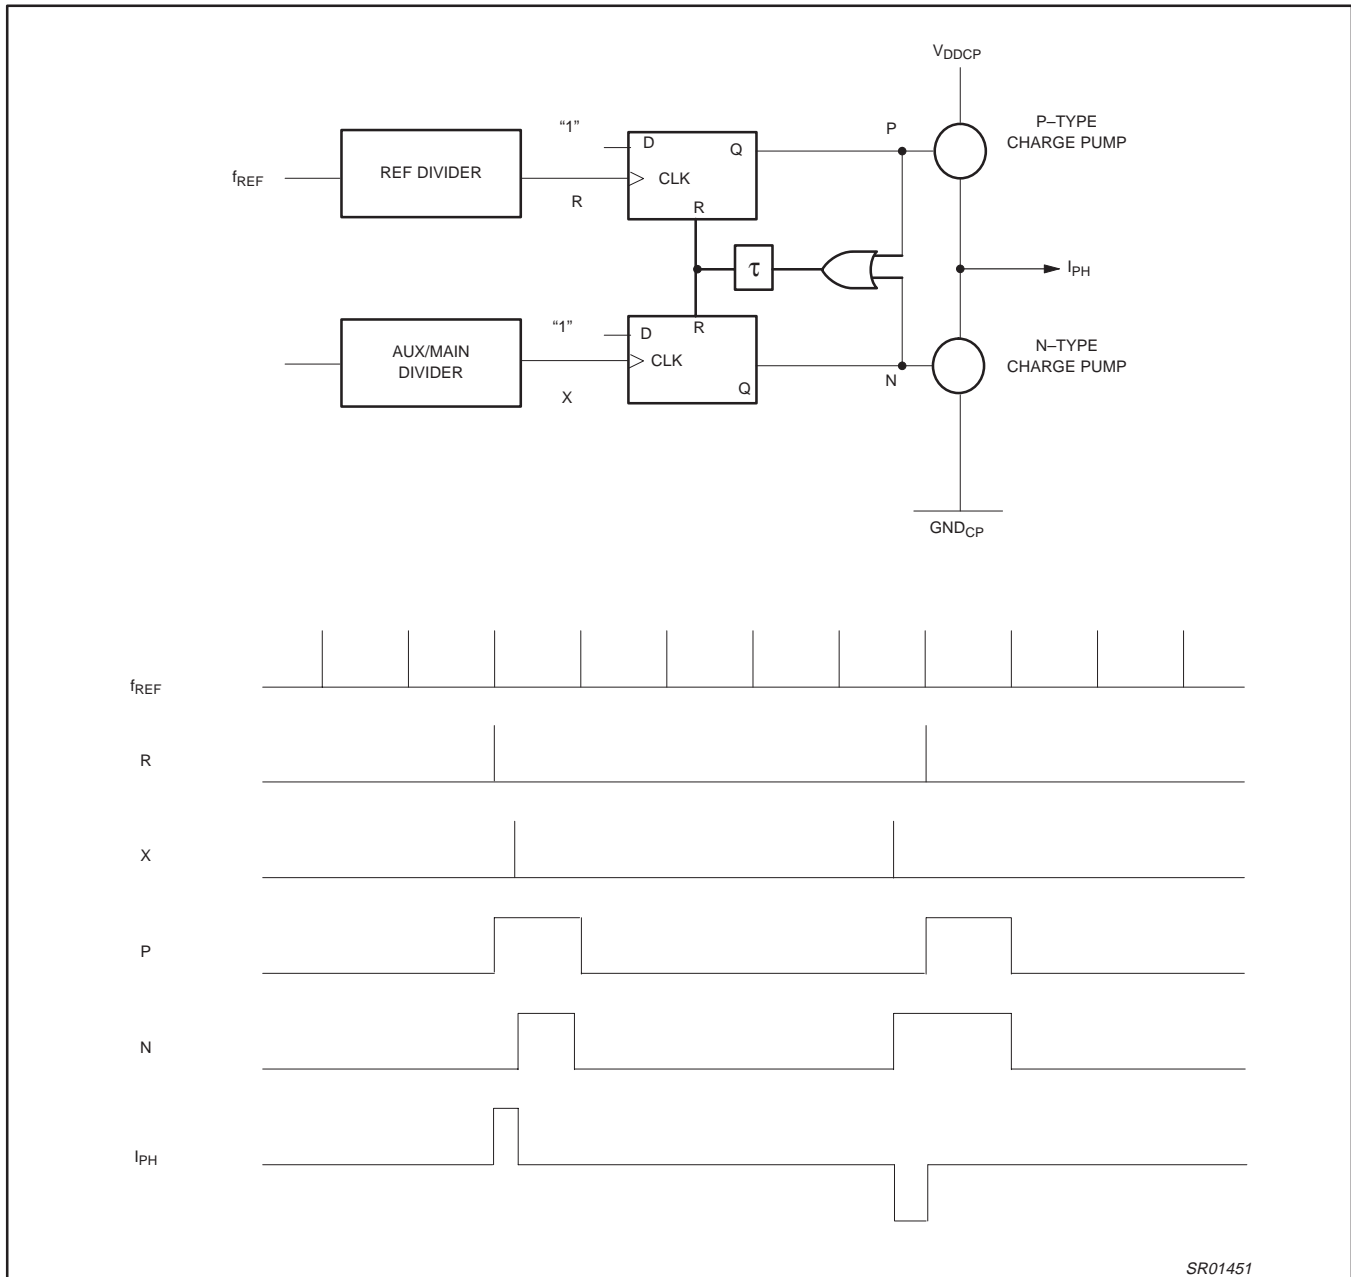 VDDCP
P–TYPE
CHARGE PUMP
P
“1”
D
Q
fREF
REF DIVIDER
CLK
R
R
τ
IPH
“1”
D
R
AUX/MAIN
DIVIDER
CLK
N–TYPE
CHARGE PUMP
X
Q
N
GNDCP
fREF
R
X
P
N
IPH
SR01451